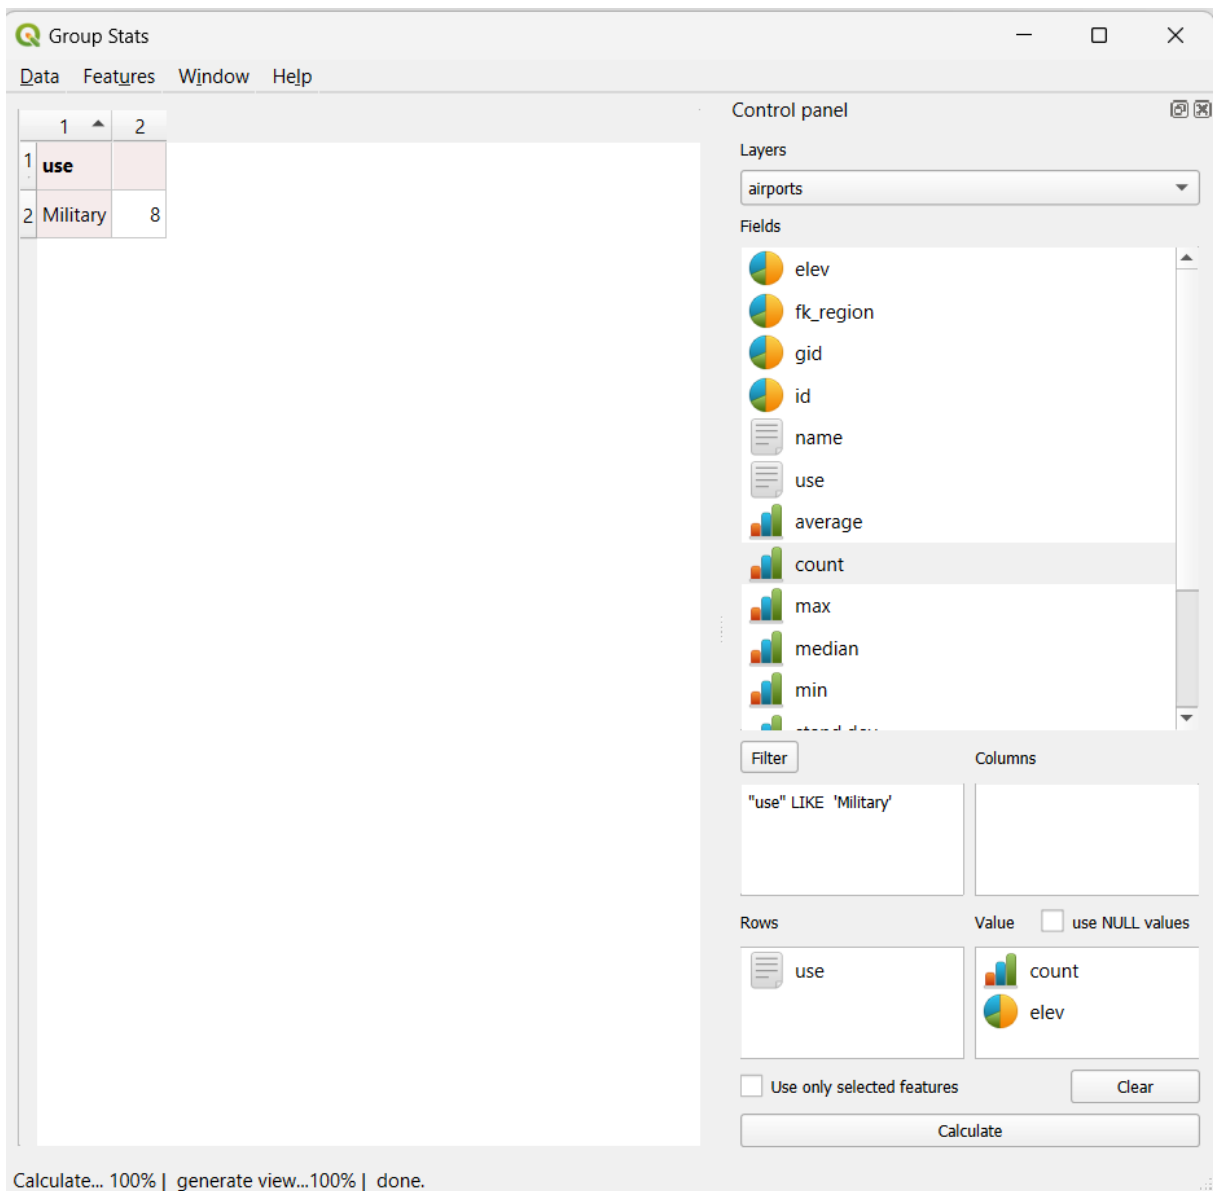 Group Stats
Data Features Window Help
1 2
1 use
2 Military 8
Control panel
Layers
airports
Fields
elev
fk_region
gid
id
name
use
average
count
max
median
min
Filter Columns
"use" LIKE 'Military'
Rows Value use NULL values
use count
elev
Use only selected features Clear
Calculate
Calculate... 100% | generate view...100% | done.